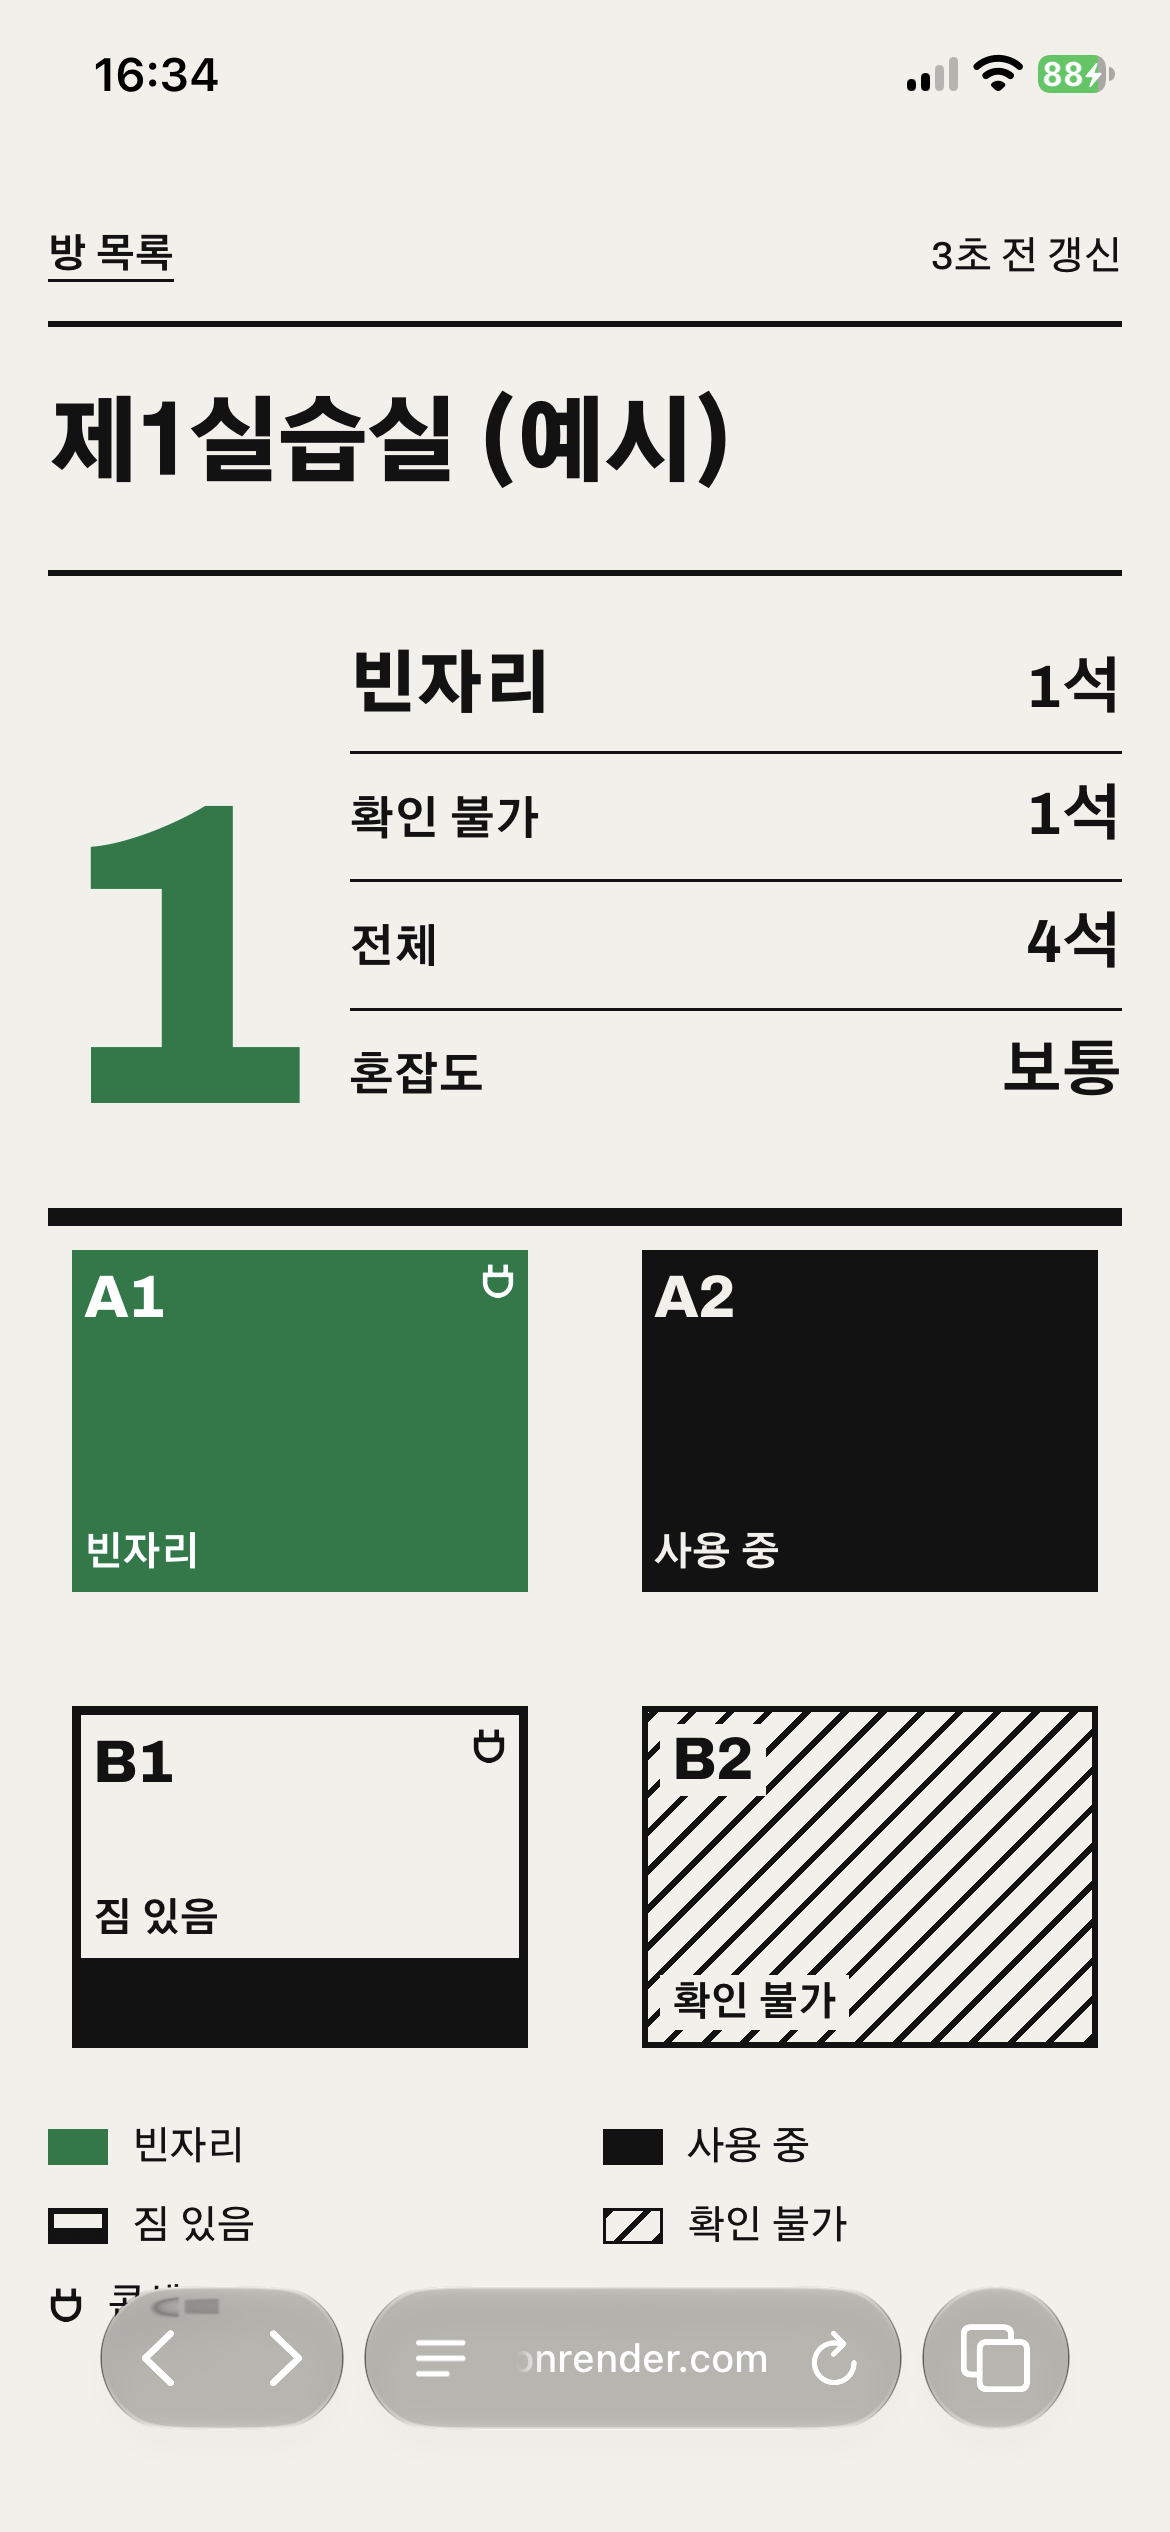 16:34
88
방 목록
3초 전 갱신
제1실습실 (예시)
1
빈자리 1석
확인 불가 1석
전체 4석
혼잡도 보통
A1
빈자리
A2
사용 중
B1
짐 있음
B2
확인 불가
빈자리
사용 중
짐 있음
확인 불가
onrender.com